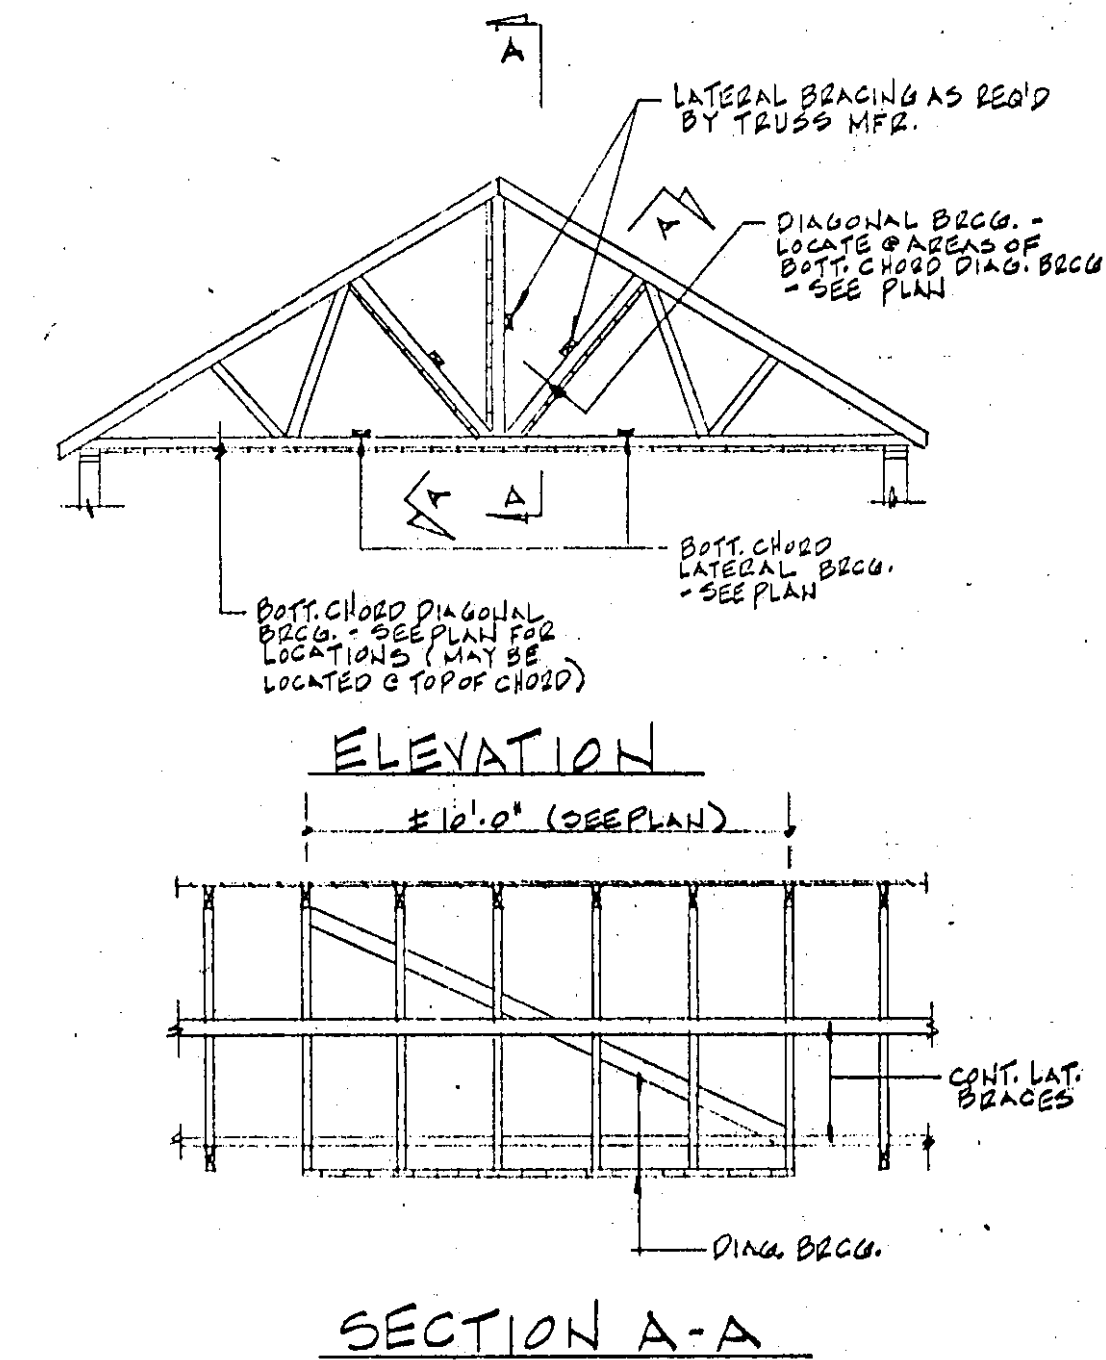 A
LATERAL BRACING AS REQ'D
BY TRUSS MFR.
A
DIAGONAL BRCG. -
LOCATE @ AREAS OF
BOTT. CHORD DIAG. BRCG
- SEE PLAN
A
A
BOTT. CHORD
LATERAL BRCG.
- SEE PLAN
BOTT. CHORD DIAGONAL
BRCG. - SEE PLAN FOR
LOCATIONS (MAY BE
LOCATED @ TOP OF CHORD)
ELEVATION
± 10'-0" (SEE PLAN)
CONT. LAT.
BRACES
DIAG. BRCG.
SECTION A-A